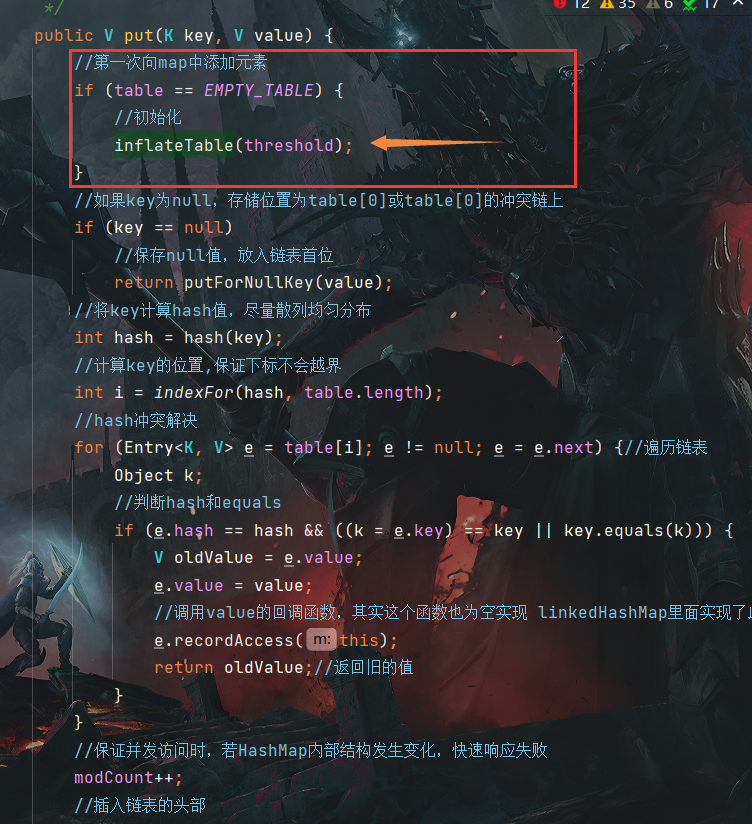 12 35 6 17
*/
public V put(K key, V value) {
//第一次向map中添加元素
if (table == EMPTY_TABLE) {
//初始化
inflateTable(threshold);
}
//如果key为null，存储位置为table[0]或table[0]的冲突链上
if (key == null)
//保存null值，放入链表首位
return putForNullKey(value);
//将key计算hash值，尽量散列均匀分布
int hash = hash(key);
//计算key的位置,保证下标不会越界
int i = indexFor(hash, table.length);
//hash冲突解决
for (Entry<K, V> e = table[i]; e != null; e = e.next) {//遍历链表
Object k;
//判断hash和equals
if (e.hash == hash && ((k = e.key) == key || key.equals(k))) {
V oldValue = e.value;
e.value = value;
//调用value的回调函数，其实这个函数也为空实现 linkedHashMap里面实现了
e.recordAccess( m: this);
return oldValue;//返回旧的值
}
}
//保证并发访问时，若HashMap内部结构发生变化，快速响应失败
modCount++;
//插入链表的头部